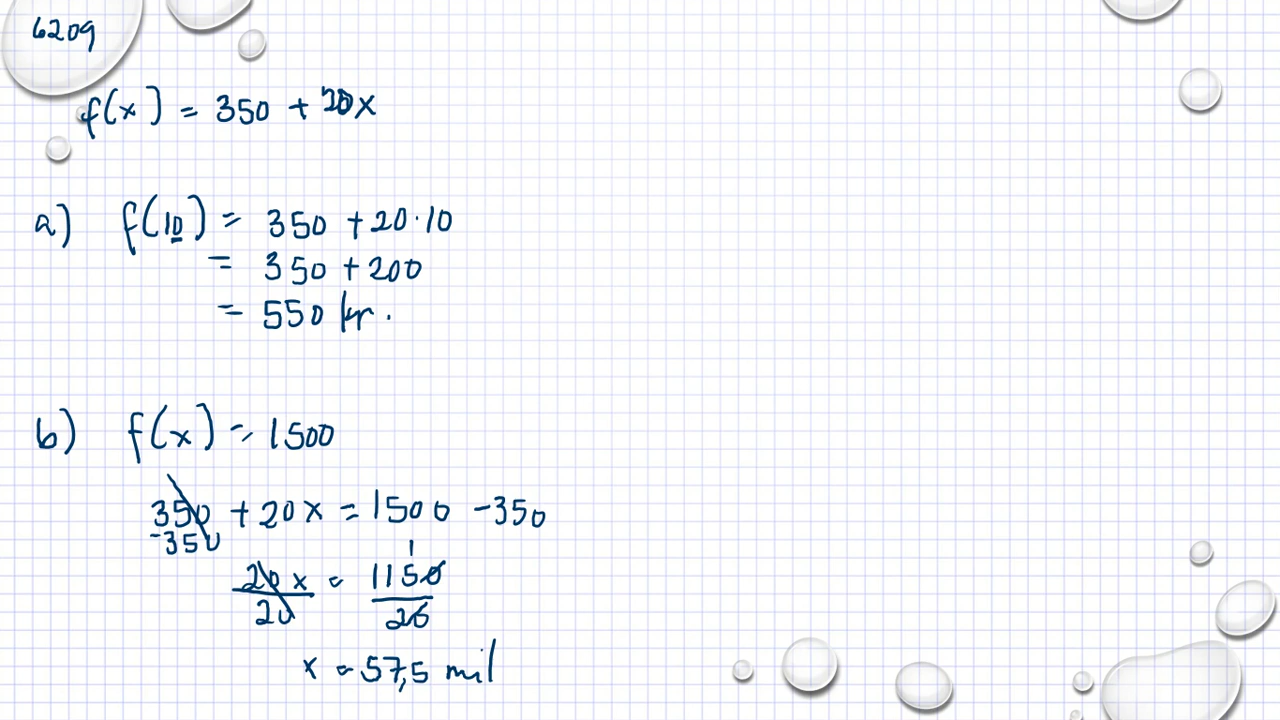 6209
f(x) = 350 + 20x
a) f(10) = 350 + 20·10
= 350 + 200
= 550 kr.
b) f(x) = 1500
350 + 20x = 1500 -350
-350
20x = 1150
20 20
x = 57,5 mil